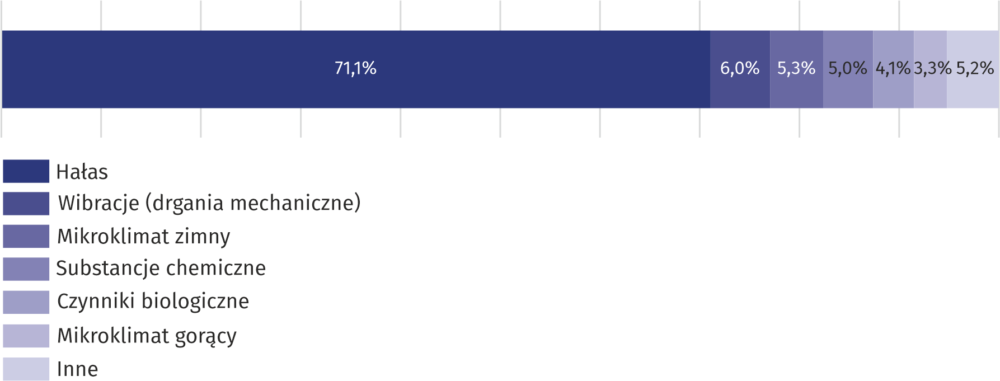 71,1% 6,0% 5,3% 5,0% 4,1% 3,3% 5,2%
Hałas
Wibracje (drgania mechaniczne)
Mikroklimat zimny
Substancje chemiczne
Czynniki biologiczne
Mikroklimat gorący
Inne